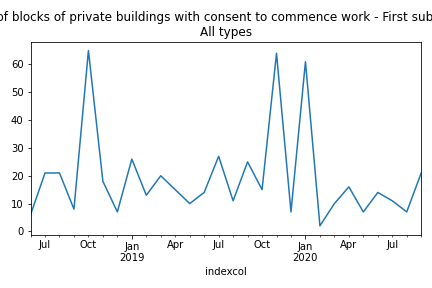 of blocks of private buildings with consent to commence work - First sub
All types
60
50
40
30
20
10
0
Jul Oct Jan Apr Jul Oct Jan Apr Jul
2019 2020
indexcol